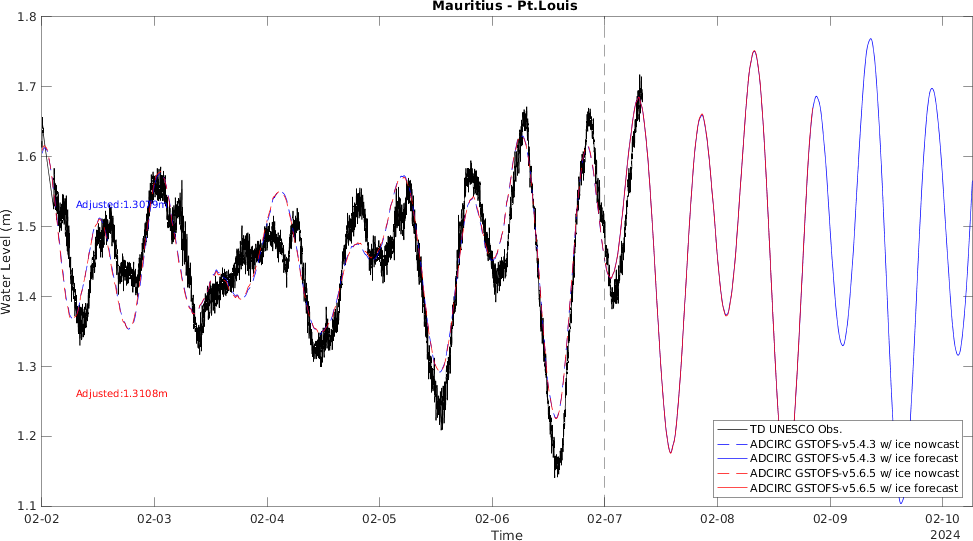 Mauritius - Pt.Louis
Water Level (m)
1.8
1.7
1.6
1.5
1.4
1.3
1.2
1.1
Adjusted:1.3079m
Adjusted:1.3108m
TD UNESCO Obs.
ADCIRC GSTOFS-v5.4.3 w/ ice nowcast
ADCIRC GSTOFS-v5.4.3 w/ ice forecast
ADCIRC GSTOFS-v5.6.5 w/ ice nowcast
ADCIRC GSTOFS-v5.6.5 w/ ice forecast
02-02 02-03 02-04 02-05 02-06 02-07 02-08 02-09 02-10
2024
Time